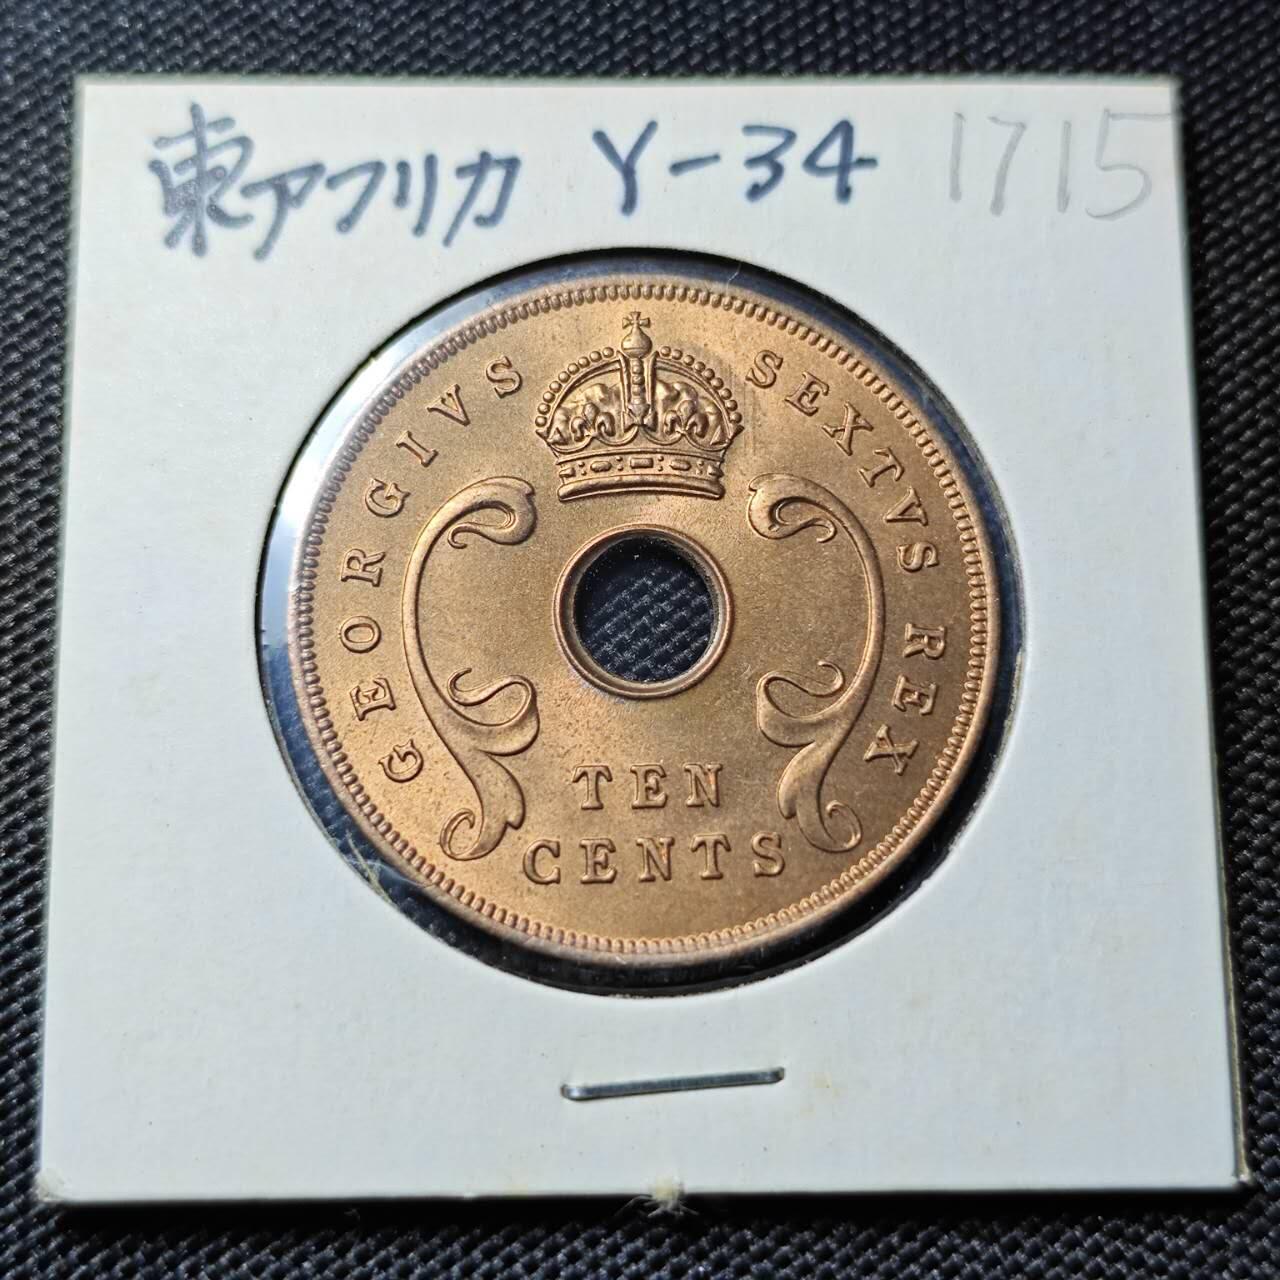 東アフリカ Y-34 1715
GEORGIVS SEXTVS REX
TEN
CENTS